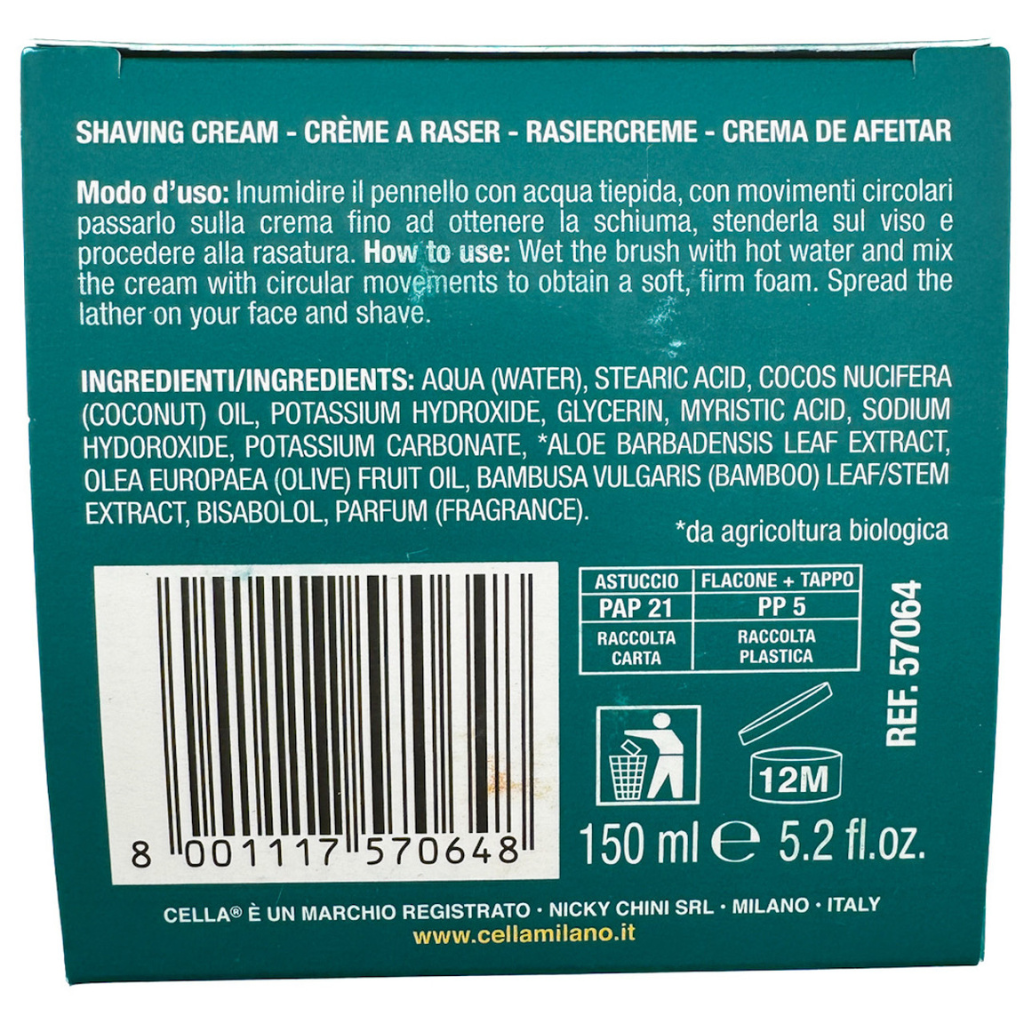 SHAVING CREAM - CRÈME A RASER - RASIERCREME - CREMA DE AFEITAR
Modo d'uso: Inumidire il pennello con acqua tiepida, con movimenti circolari
passarlo sulla crema fino ad ottenere la schiuma, stenderla sul viso e
procedere alla rasatura. How to use: Wet the brush with hot water and mix
the cream with circular movements to obtain a soft, firm foam. Spread the
lather on your face and shave.
INGREDIENTI/INGREDIENTS: AQUA (WATER), STEARIC ACID, COCOS NUCIFERA
(COCONUT) OIL, POTASSIUM HYDROXIDE, GLYCERIN, MYRISTIC ACID, SODIUM
HYDOROXIDE, POTASSIUM CARBONATE, *ALOE BARBADENSIS LEAF EXTRACT,
OLEA EUROPAEA (OLIVE) FRUIT OIL, BAMBUSA VULGARIS (BAMBOO) LEAF/STEM
EXTRACT, BISABOLOL, PARFUM (FRAGRANCE).
*da agricoltura biologica
ASTUCCIO FLACONE + TAPPO
PAP 21 PP 5
RACCOLTA CARTA RACCOLTA PLASTICA
REF. 57064
12M
150 ml ℮ 5.2 fl.oz.
8 001117 570648
CELLA® È UN MARCHIO REGISTRATO · NICKY CHINI SRL · MILANO · ITALY
www.cellamilano.it